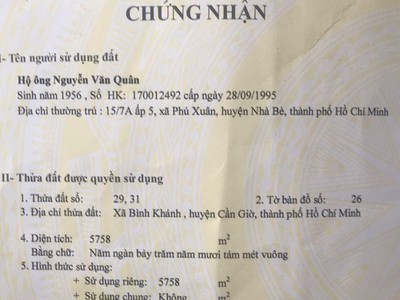 CHỨNG NHẬN
I- Tên người sử dụng đất
Hộ ông Nguyễn Văn Quân
Sinh năm 1956 , Số HK: 170012492 cấp ngày 28/09/1995
Địa chỉ thường trú : 15/7A ấp 5, xã Phú Xuân, huyện Nhà Bè, thành phố Hồ Chí Minh
II- Thửa đất được quyền sử dụng
1. Thửa đất số: 29, 31 2. Tờ bản đồ số: 26
3. Địa chỉ thửa đất: Xã Bình Khánh , huyện Cần Giờ, thành phố Hồ Chí Minh
4. Diện tích: 5758 m²
Bằng chữ: Năm ngàn bảy trăm năm mươi tám mét vuông
5. Hình thức sử dụng:
+ Sử dụng riêng: 5758 m²
+ Sử dụng chung: Không m²